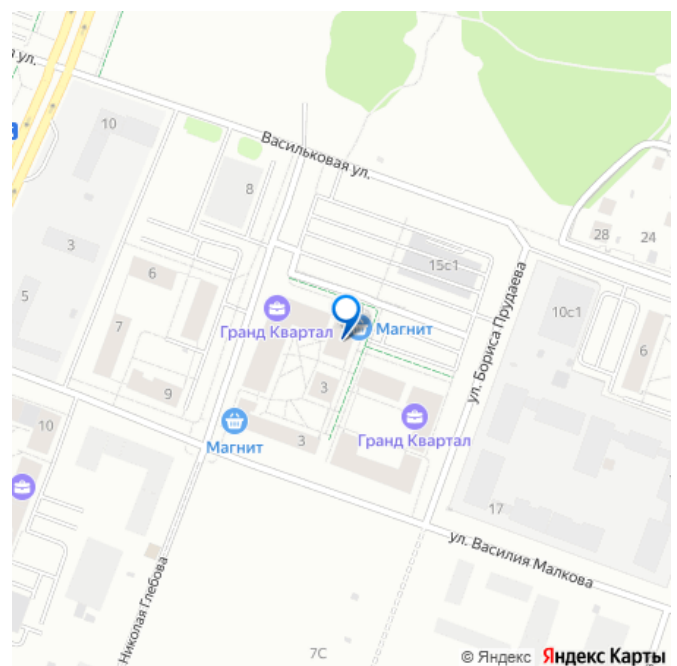 я ул.
10
Васильковая ул.
8
28
24
3
15с1
6
ул. Бориса Прудаева
5
10с1
Гранд Квартал
Магнит
7
6
3
9
10
Магнит
3
Гранд Квартал
17
ул. Василия Малкова
Николая Глебова
7С
© Яндекс Яндекс Карты